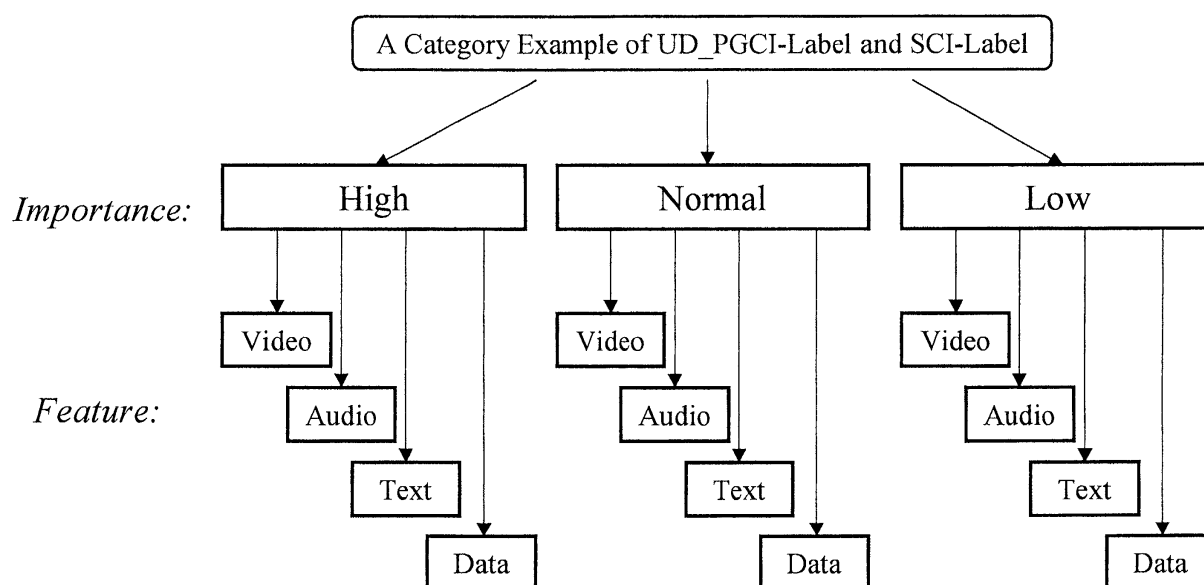 A Category Example of UD_PGCI-Label and SCI-Label
Importance:
High
Normal
Low
Feature:
Video
Video
Video
Audio
Audio
Audio
Text
Text
Text
Data
Data
Data